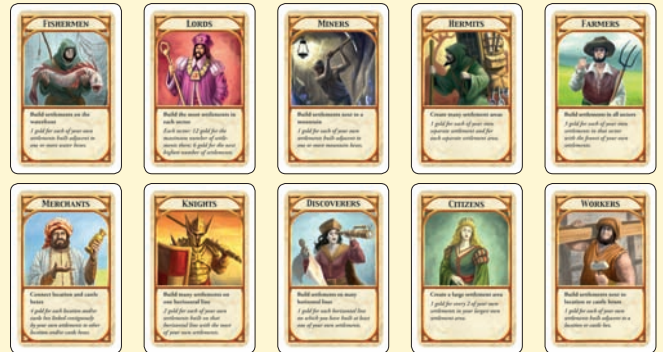 FISHERMEN
Build settlements on the
waterfront
1 gold for each of your own
settlements built adjacent to
one or more water hexes.
LORDS
Build the most settlements in
each sector
Each sector: 12 gold for the
maximum number of settle-
ments there; 6 gold for the next
highest number of settlements.
MINERS
Build settlements next to a
mountain
1 gold for each of your own
settlements built adjacent to
one or more mountain hexes.
HERMITS
Create many settlement areas
1 gold for each of your own
separate settlement and for
each separate settlement area.
FARMERS
Build settlements in all sectors
3 gold for each of your own
settlements in that sector
with the fewest of your own
settlements.
MERCHANTS
Connect location and castle
hexes
4 gold for each location and/or
castle hex linked contiguously
by your own settlements to other
location and/or castle hexes.
KNIGHTS
Build many settlements on
one horizontal line
2 gold for each of your own
settlements built on that
horizontal line with the most
of your own settlements.
DISCOVERERS
Build settlements on many
horizontal lines
1 gold for each horizontal line
on which you have built at least
one of your own settlements.
CITIZENS
Create a large settlement area
1 gold for every 2 of your own
settlements in your largest own
settlement area.
WORKERS
Build settlements next to
location or castle hexes
1 gold for each of your own
settlements built adjacent to a
location or castle hex.